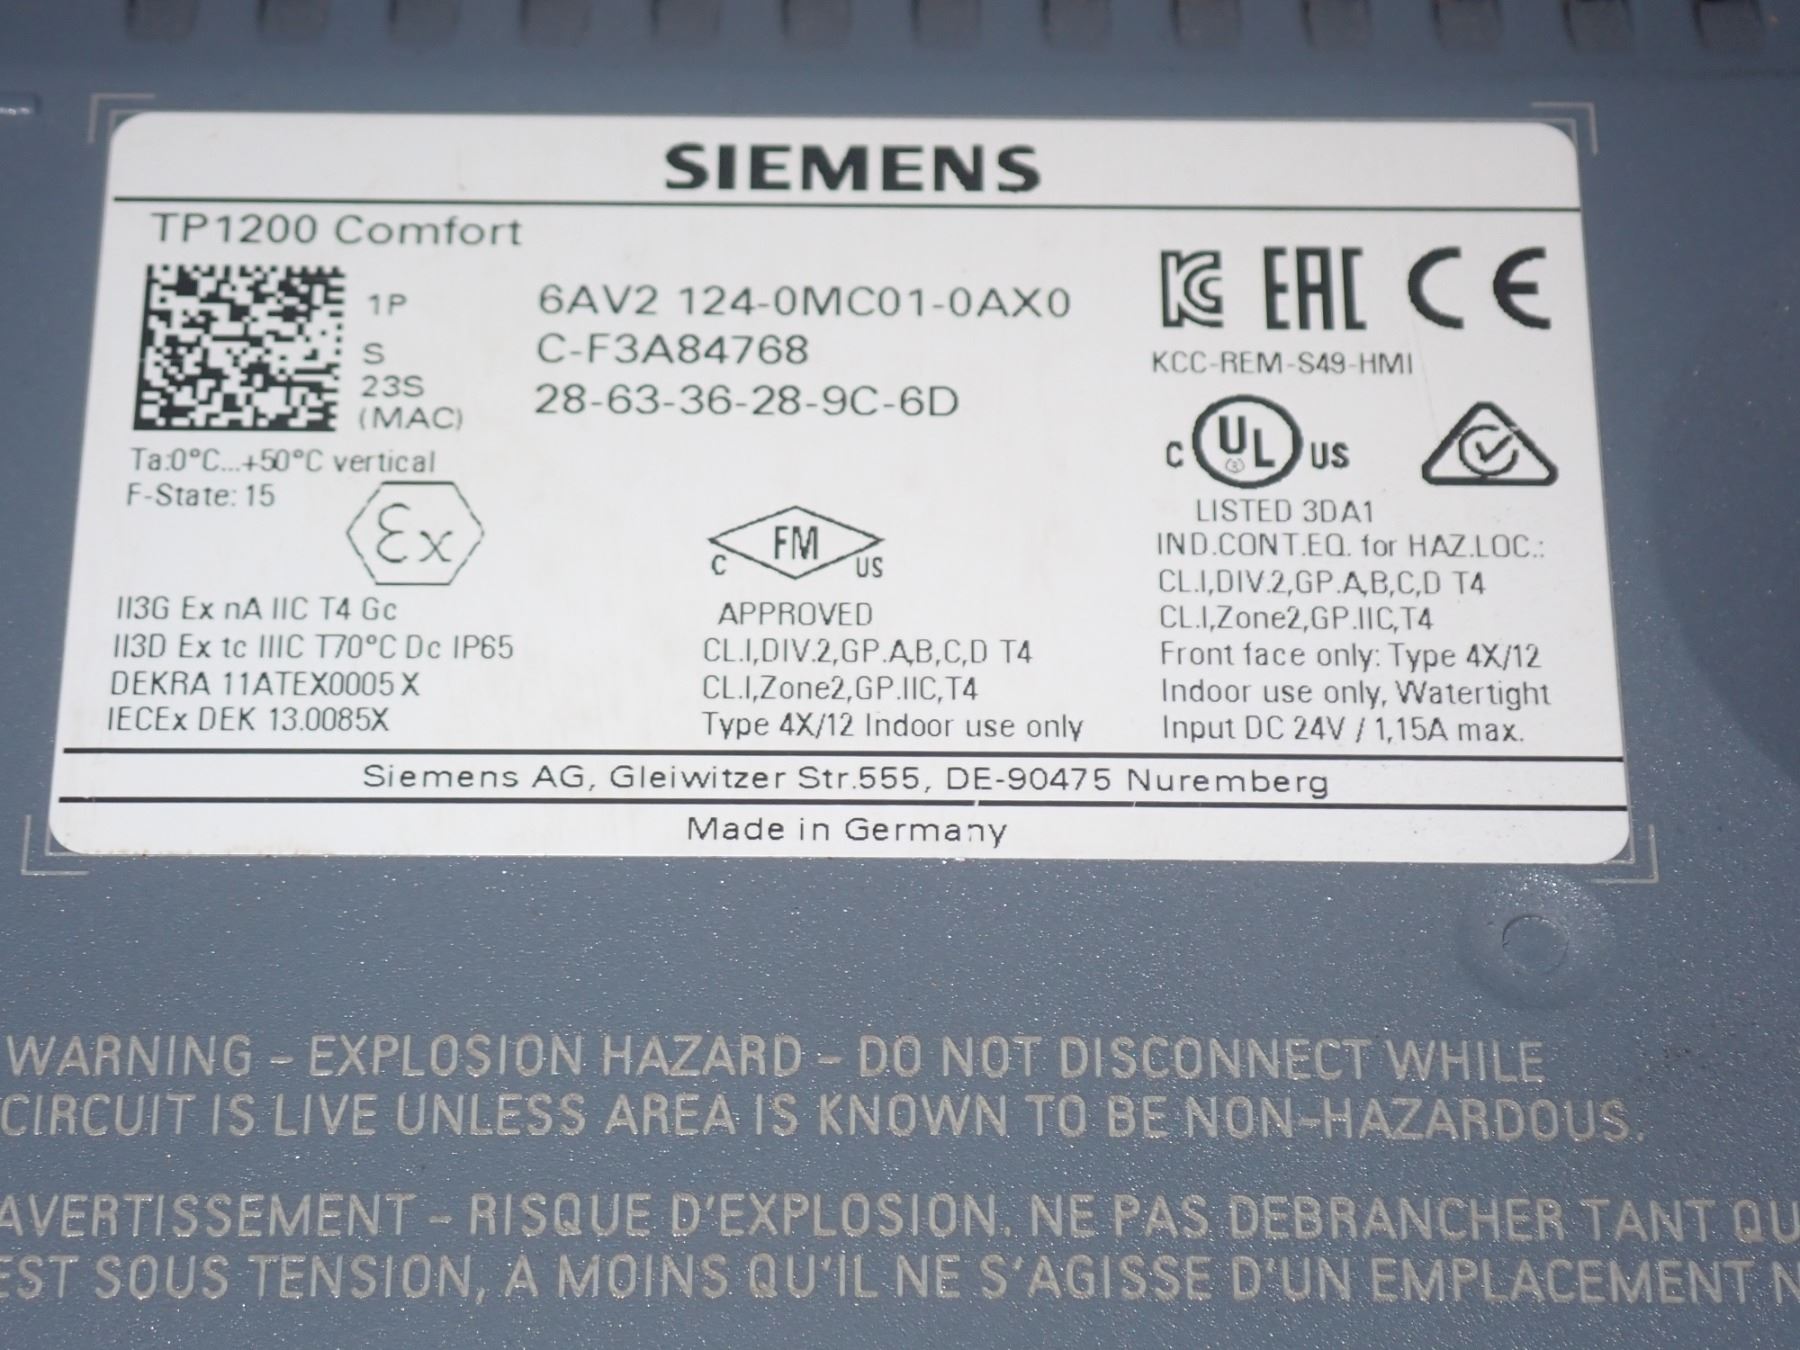 SIEMENS
TP1200 Comfort
1P 6AV2 124-0MC01-0AX0
S C-F3A84768
23S
(MAC) 28-63-36-28-9C-6D
Ta:0°C...+50°C vertical
F-State: 15
Ex
II3G Ex nA IIC T4 Gc
II3D Ex tc IIIC T70°C Dc IP65
DEKRA 11ATEX0005 X
IECEx DEK 13.0085X
FM
C US
APPROVED
CL.I,DIV.2,GP.A,B,C,D T4
CL.I,Zone2,GP.IIC,T4
Type 4X/12 Indoor use only
EAC CE
KCC-REM-S49-HMI
C UL US
LISTED 3DA1
IND.CONT.EQ. for HAZ.LOC.:
CL.I,DIV.2,GP.A,B,C,D T4
CL.I,Zone2,GP.IIC,T4
Front face only: Type 4X/12
Indoor use only, Watertight
Input DC 24V / 1,15A max.
Siemens AG, Gleiwitzer Str.555, DE-90475 Nuremberg
Made in Germany
WARNING – EXPLOSION HAZARD – DO NOT DISCONNECT WHILE
CIRCUIT IS LIVE UNLESS AREA IS KNOWN TO BE NON-HAZARDOUS.
AVERTISSEMENT – RISQUE D'EXPLOSION. NE PAS DEBRANCHER TANT QU
EST SOUS TENSION, A MOINS QU'IL NE S'AGISSE D'UN EMPLACEMENT N